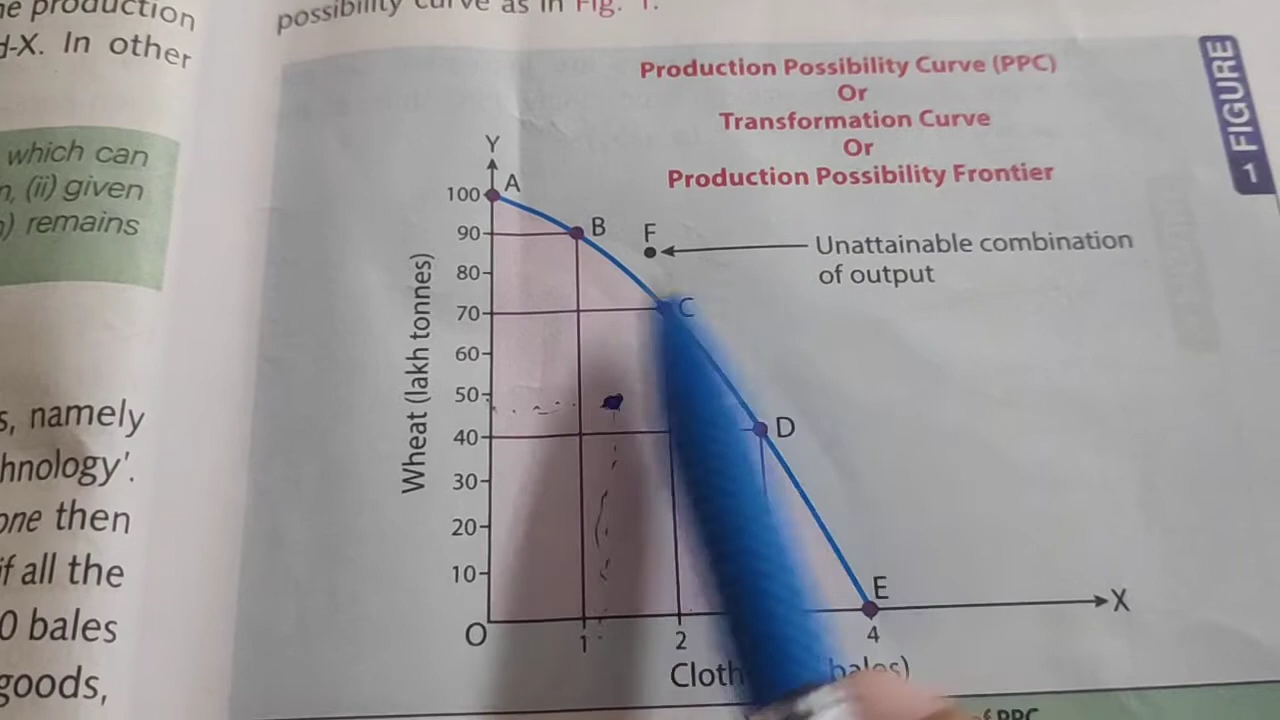 he production
d-X. In other
which can
n, (ii) given
) remains
s, namely
hnology'.
one then
if all the
0 bales
goods,
possibility curve as in Fig. 1.
1 FIGURE
Production Possibility Curve (PPC)
Or
Transformation Curve
Or
Production Possibility Frontier
Y
Wheat (lakh tonnes)
100 A
90 B
F
Unattainable combination
of output
80
70 C
60
50
40 D
30
20
10
E
X
O 1 2 4
Cloth bales)
of PPC